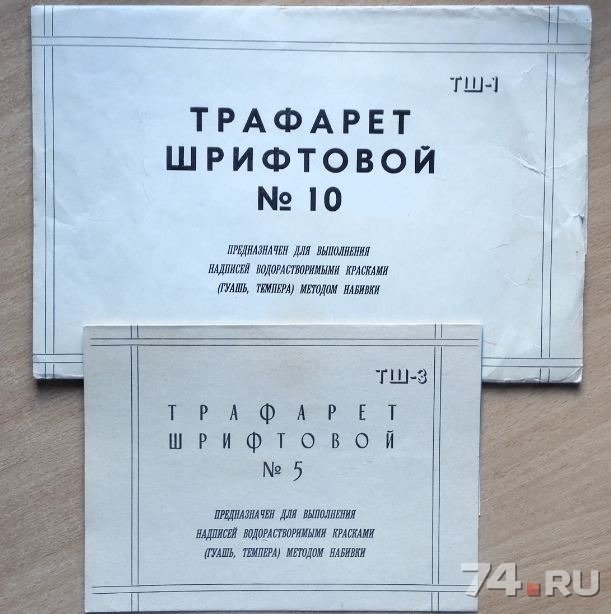 ТШ-1
ТРАФАРЕТ
ШРИФТОВОЙ
№ 10
ПРЕДНАЗНАЧЕН ДЛЯ ВЫПОЛНЕНИЯ
НАДПИСЕЙ ВОДОРАСТВОРИМЫМИ КРАСКАМИ
(ГУАШЬ, ТЕМПЕРА) МЕТОДОМ НАБИВКИ
ТШ-3
ТРАФАРЕТ
ШРИФТОВОЙ
№ 5
ПРЕДНАЗНАЧЕН ДЛЯ ВЫПОЛНЕНИЯ
НАДПИСЕЙ ВОДОРАСТВОРИМЫМИ КРАСКАМИ
(ГУАШЬ, ТЕМПЕРА) МЕТОДОМ НАБИВКИ
74.RU